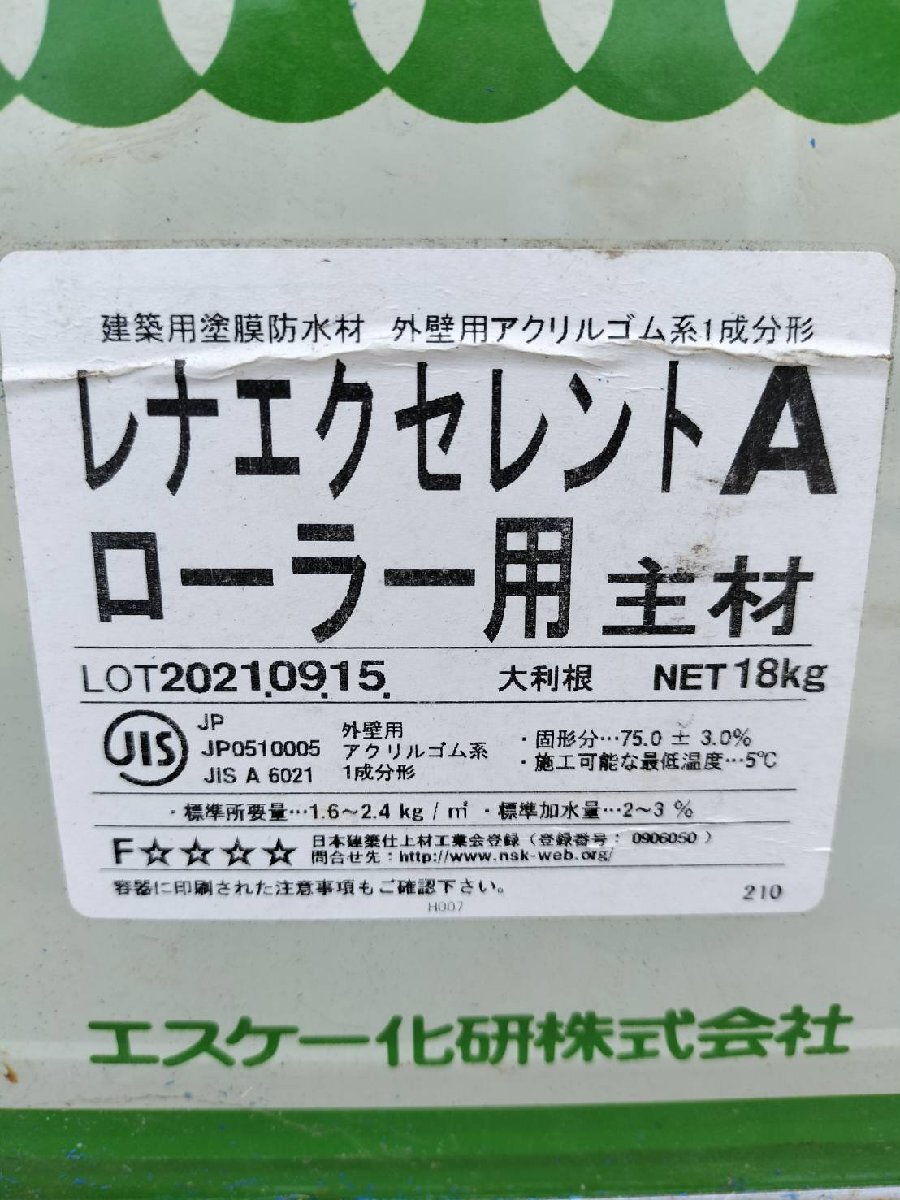 建築用塗膜防水材 外壁用アクリルゴム系1成分形
レナエクセレントA
ローラー用 主材
LOT2021.09.15. 大利根 NET 18kg
JIS JP
JP0510005
JIS A 6021
外壁用
アクリルゴム系
1成分形
・固形分…75.0 ± 3.0%
・施工可能な最低温度…5℃
・標準所要量…1.6～2.4 kg / ㎡ ・標準加水量…2～3 %
F☆☆☆☆ 日本建築仕上材工業会登録（登録番号：0906050）
問合せ先：http://www.nsk-web.org/
容器に印刷された注意事項もご確認下さい。 210
H007
エスケー化研株式会社